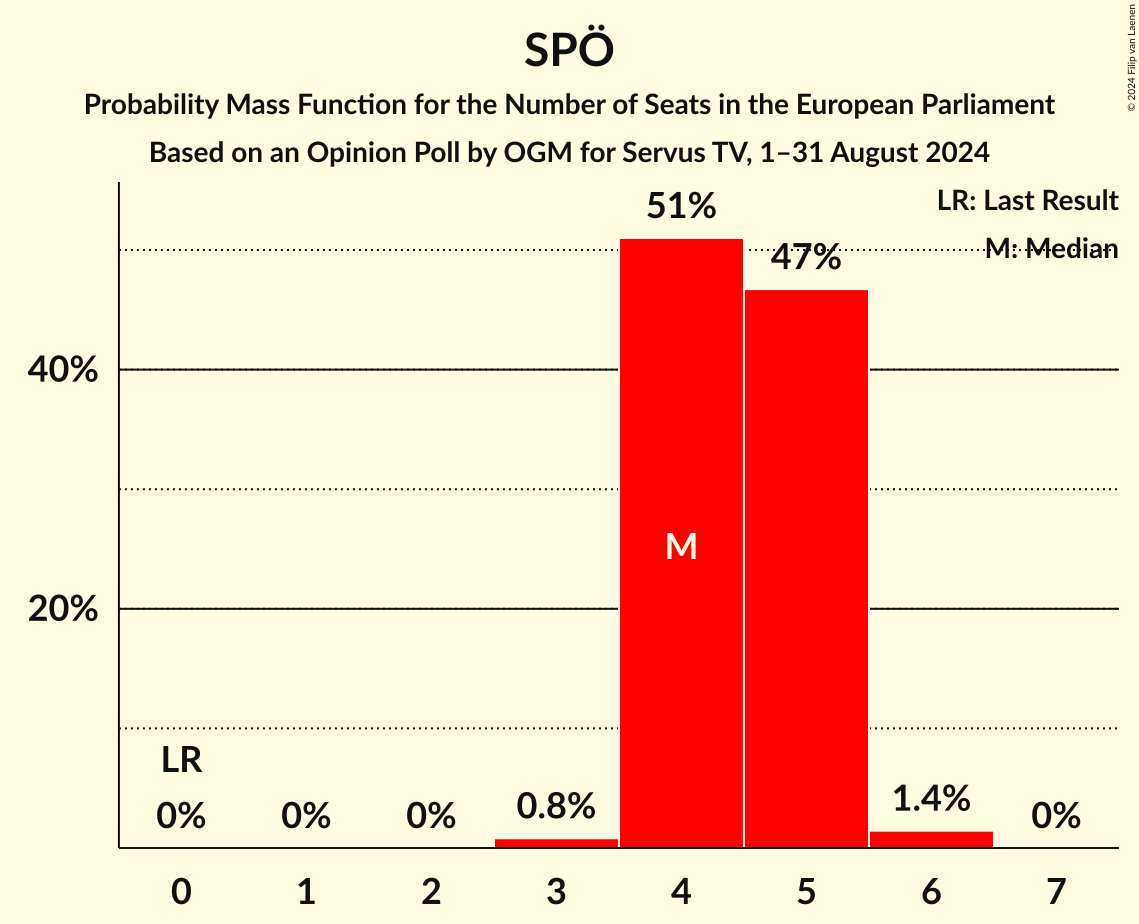 SPÖ
Probability Mass Function for the Number of Seats in the European Parliament
Based on an Opinion Poll by OGM for Servus TV, 1–31 August 2024
© 2024 Filip van Laenen
LR: Last Result
M: Median
51%
47%
40%
M
20%
LR
0%
0%
0%
0.8%
1.4%
0%
0 1 2 3 4 5 6 7